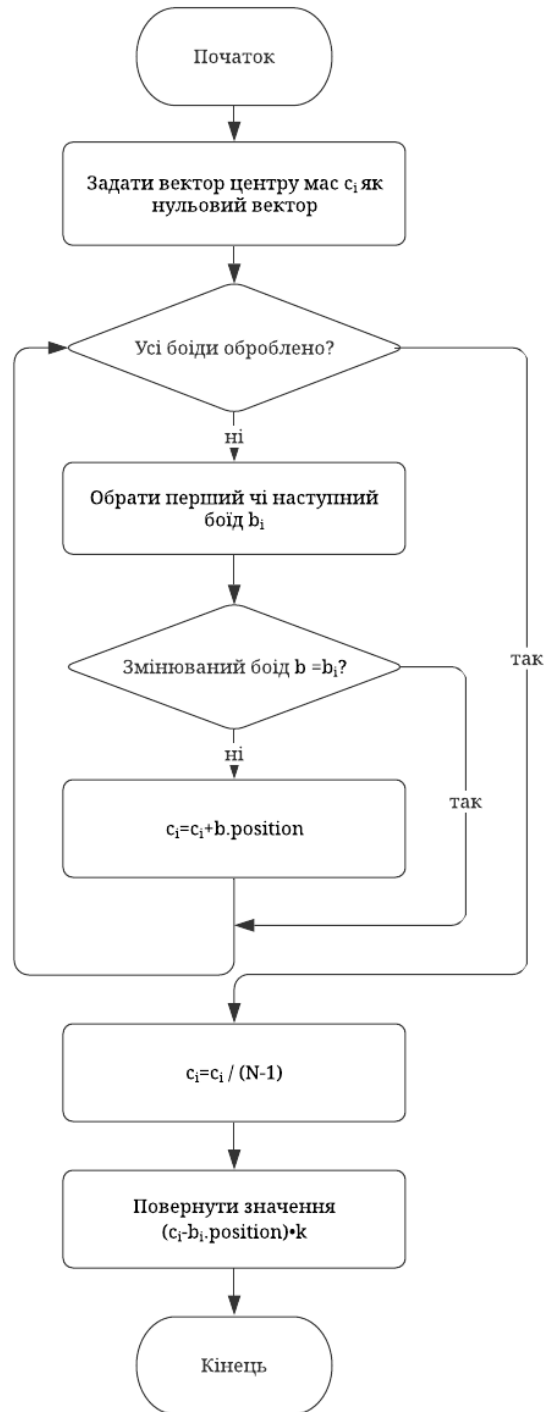 Початок
Задати вектор центру мас cᵢ як
нульовий вектор
Усі боіди оброблено?
ні
Обрати перший чі наступний
боїд bᵢ
Змінюваний боід b =bᵢ?
так
ні
cᵢ=cᵢ+b.position
так
cᵢ=cᵢ / (N-1)
Повернути значення
(cᵢ-bᵢ.position)•k
Кінець